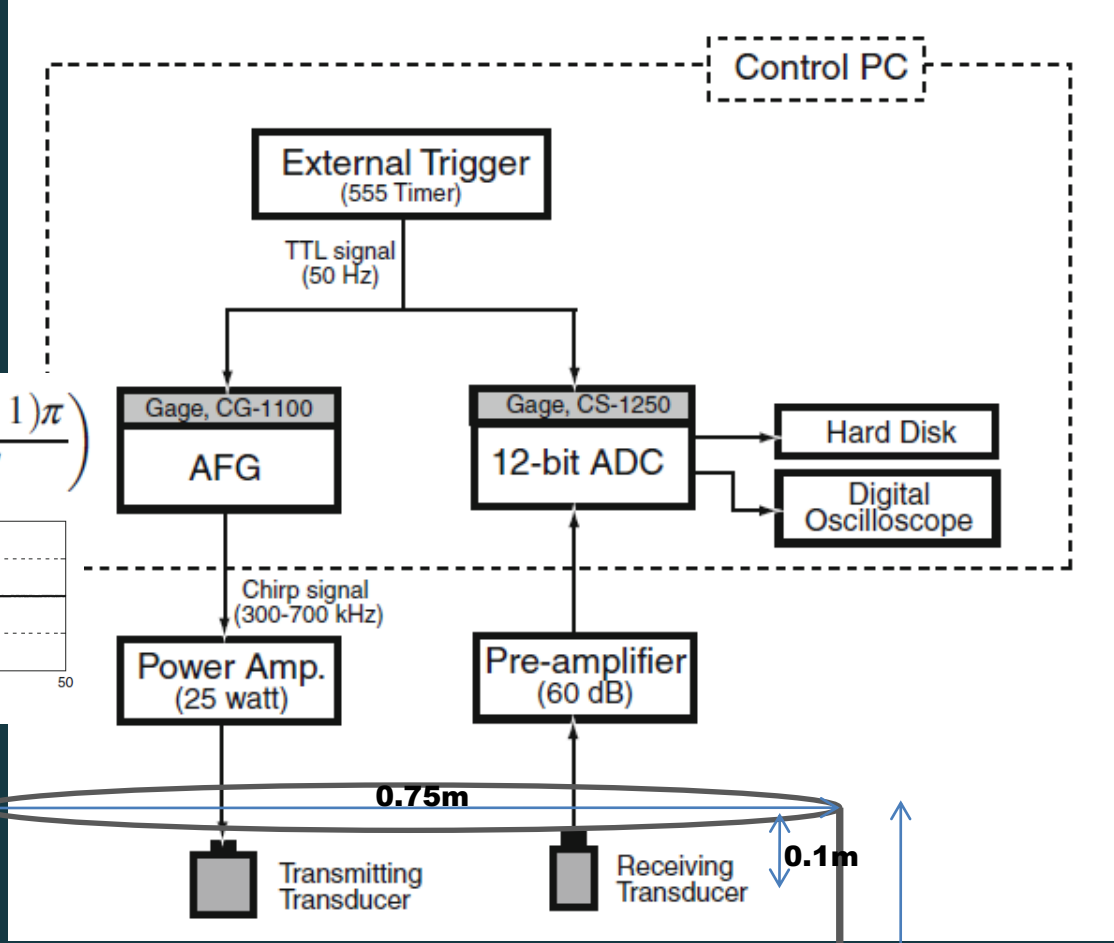 Control PC
External Trigger
(555 Timer)
TTL signal
(50 Hz)
1)π
Gage, CG-1100
AFG
Gage, CS-1250
12-bit ADC
Hard Disk
Digital
Oscilloscope
Chirp signal
(300-700 kHz)
50
Power Amp.
(25 watt)
Pre-amplifier
(60 dB)
0.75m
Transmitting
Transducer
Receiving
Transducer
0.1m